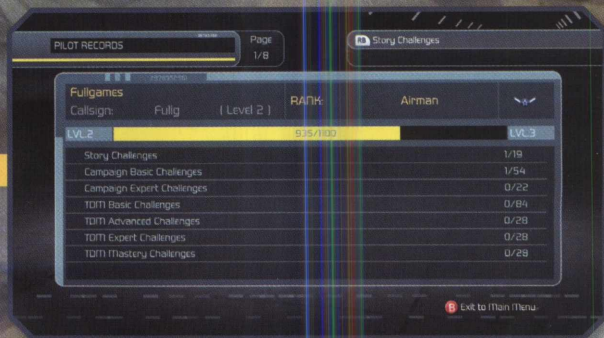 PILOT RECORDS
Page
1/8
RB Story Challenges
Fullgames
Callsign: Fullg [ Level 2 ]
RANK: Airman
LVL.2 935/1100 LVL.3
Story Challenges 1/19
Campaign Basic Challenges 1/54
Campaign Expert Challenges 0/22
TDM Basic Challenges 0/84
TDM Advanced Challenges 0/28
TDM Expert Challenges 0/28
TDM Mastery Challenges 0/28
B Exit to Main Menu